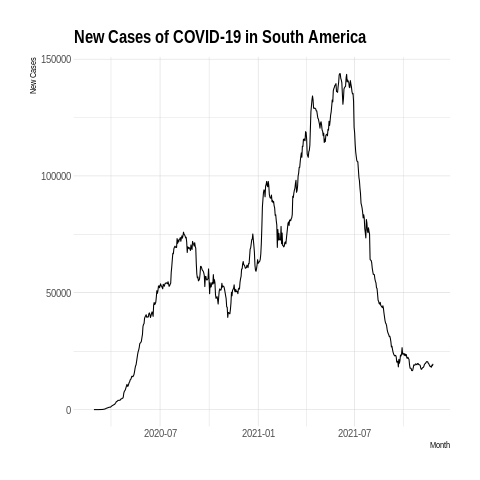 New Cases of COVID-19 in South America
New Cases
150000
100000
50000
0
2020-07
2021-01
2021-07
Month